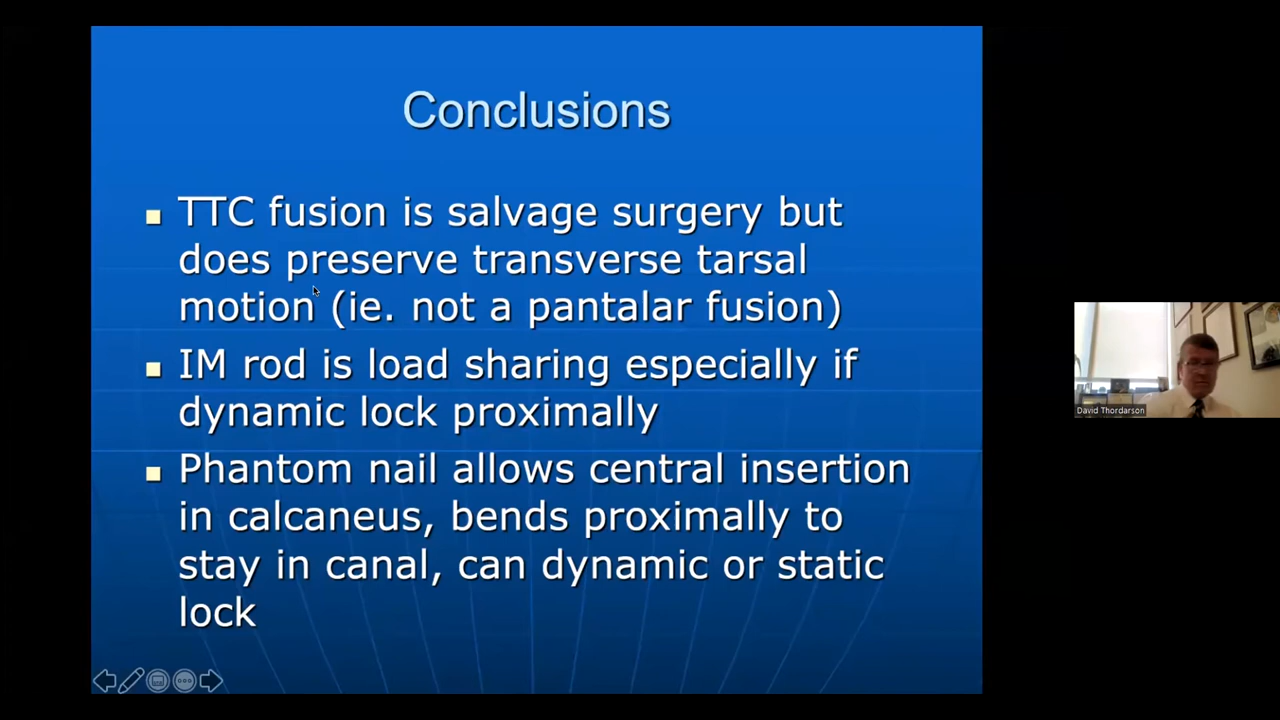 Conclusions
TTC fusion is salvage surgery but
does preserve transverse tarsal
motion (ie. not a pantalar fusion)
IM rod is load sharing especially if
dynamic lock proximally
Phantom nail allows central insertion
in calcaneus, bends proximally to
stay in canal, can dynamic or static
lock
David Thordarson